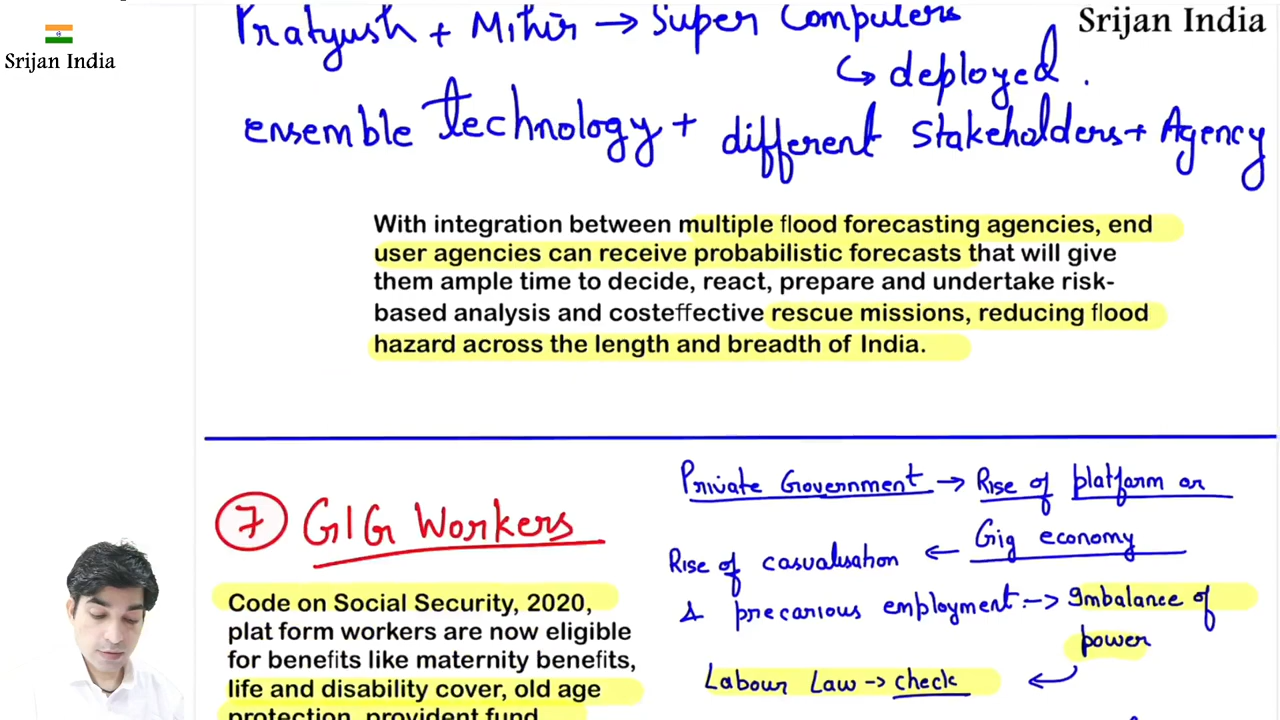 Srijan India
Srijan India
Pratyush + Mihir → Super Computers
↳ deployed.
ensemble technology + different Stakeholders + Agency
With integration between multiple flood forecasting agencies, end
user agencies can receive probabilistic forecasts that will give
them ample time to decide, react, prepare and undertake risk-
based analysis and costeffective rescue missions, reducing flood
hazard across the length and breadth of India.
7 GIG Workers
Code on Social Security, 2020,
plat form workers are now eligible
for benefits like maternity benefits,
life and disability cover, old age
protection, provident fund,
Private Government → Rise of platform or
Gig economy
Rise of casualisation ←
& precarious employment :→ Imbalance of
power
Labour Law → check ←